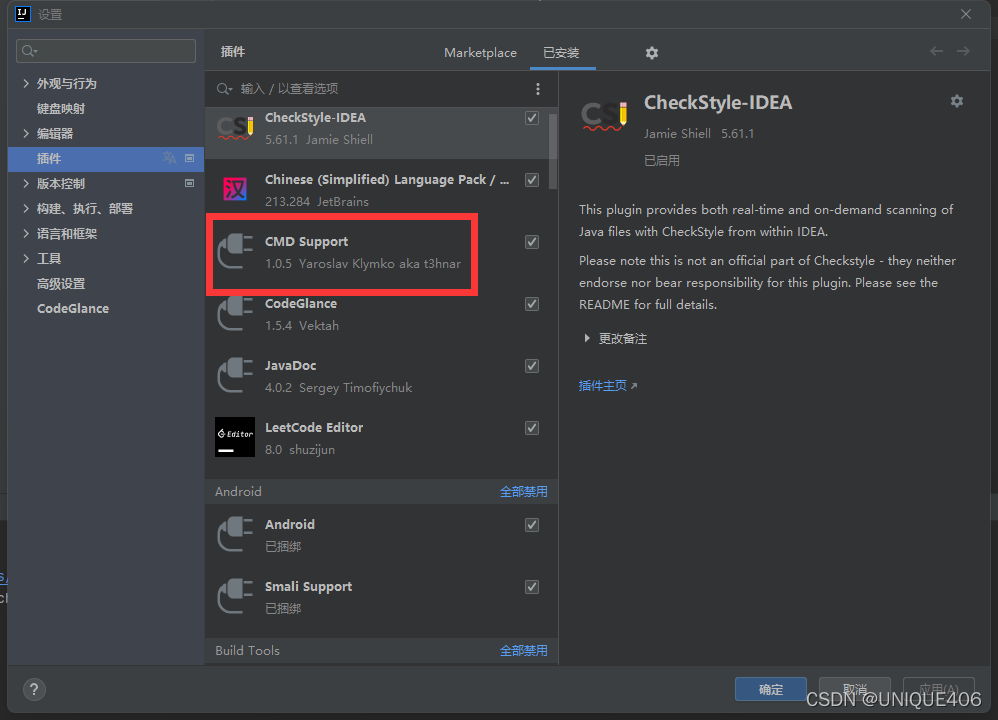 设置
外观与行为
键盘映射
编辑器
插件
版本控制
构建、执行、部署
语言和框架
工具
高级设置
CodeGlance
插件
Marketplace
已安装
输入 / 以查看选项
CheckStyle-IDEA
5.61.1 Jamie Shiell
Chinese (Simplified) Language Pack / ...
213.284 JetBrains
CMD Support
1.0.5 Yaroslav Klymko aka t3hnar
CodeGlance
1.5.4 Vektah
JavaDoc
4.0.2 Sergey Timofiychuk
LeetCode Editor
8.0 shuzijun
Android
全部禁用
Android
已捆绑
Smali Support
已捆绑
Build Tools
全部禁用
CheckStyle-IDEA
Jamie Shiell 5.61.1
已启用
This plugin provides both real-time and on-demand scanning of
Java files with CheckStyle from within IDEA.
Please note this is not an official part of Checkstyle - they neither
endorse nor bear responsibility for this plugin. Please see the
README for full details.
更改备注
插件主页
?
确定
取消
应用(A)
CSDN @UNIQUE406
IJ
CS
汉
Editor